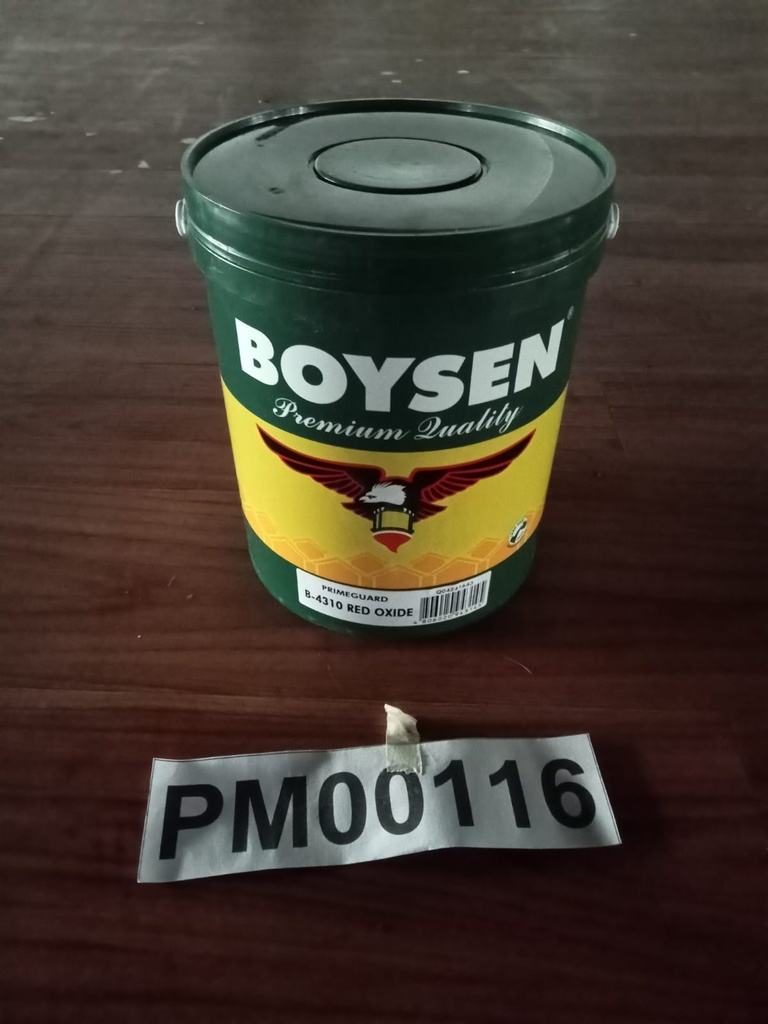 BOYSEN®
Premium Quality
PRIMEGUARD
B-4310 RED OXIDE
PM00116